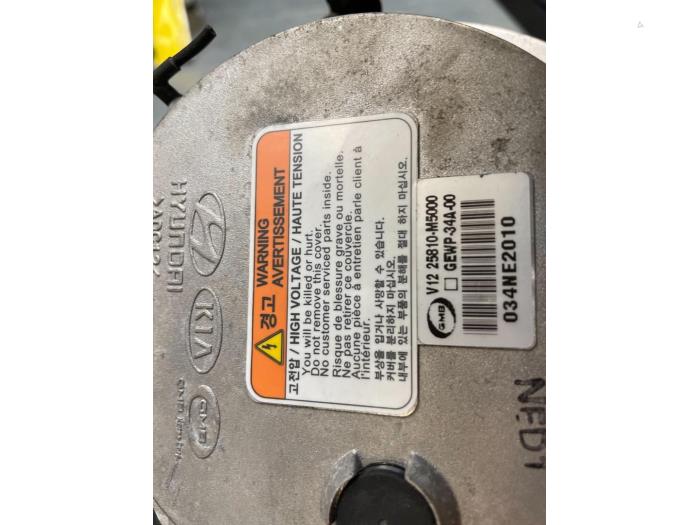 HYUNDAI
KIA
GMB
경고 WARNING
AVERTISSEMENT
고전압 / HIGH VOLTAGE / HAUTE TENSION
You will be killed or hurt.
Do not remove this cover.
No customer serviced parts inside.
Risque de blessure grave ou mortelle.
Ne pas retirer ce couvercle.
Aucune pièce à entretien parle client à
l'intérieur.
부상을 입거나 사망할 수 있습니다.
커버를 분리하지 마십시오.
내부에 있는 부품의 분해를 절대 하지 마십시오.
GMB
V12 25810-M5000
GEWP-34A-00
034NE2010